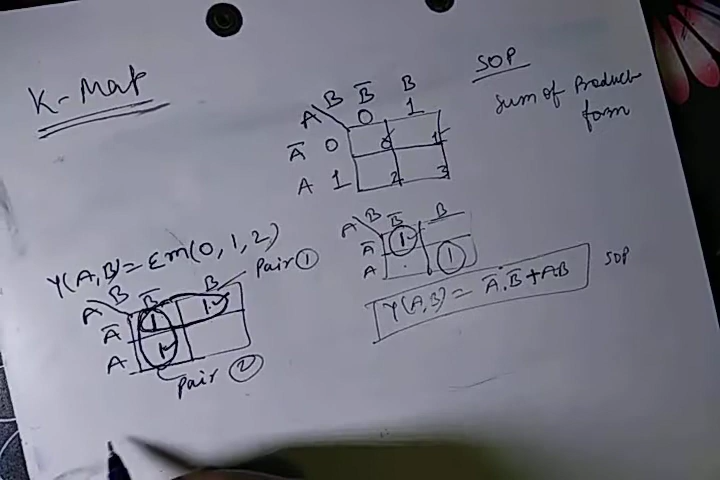 K-Map
SOP
Sum of Product
form
A B B̅ B
0 1
A̅ 0 0 1
A 1 2 3
A B B̅ B
A̅ 1
A 1
Y(A,B) = A̅.B̅+AB
SOP
Y(A,B) = Σm(0,1,2)
Pair ①
A B B̅ B
A̅ 1 1
A 1
Pair ②